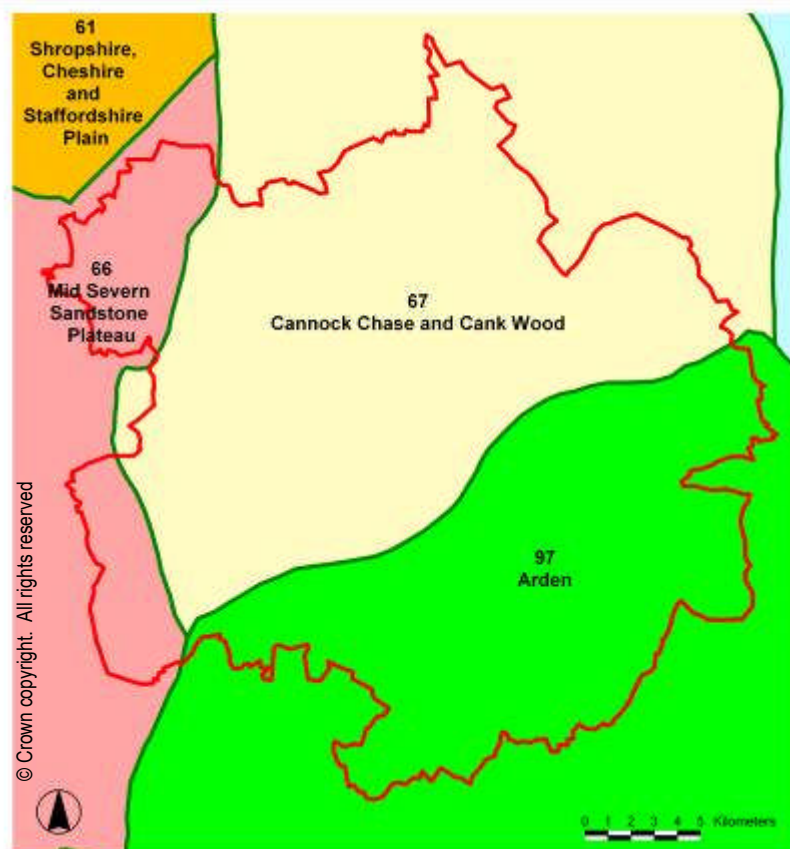 61
Shropshire,
Cheshire
and
Staffordshire
Plain
66
Mid Severn
Sandstone
Plateau
67
Cannock Chase and Cank Wood
97
Arden
© Crown copyright. All rights reserved
0 1 2 3 4 5 Kilometers